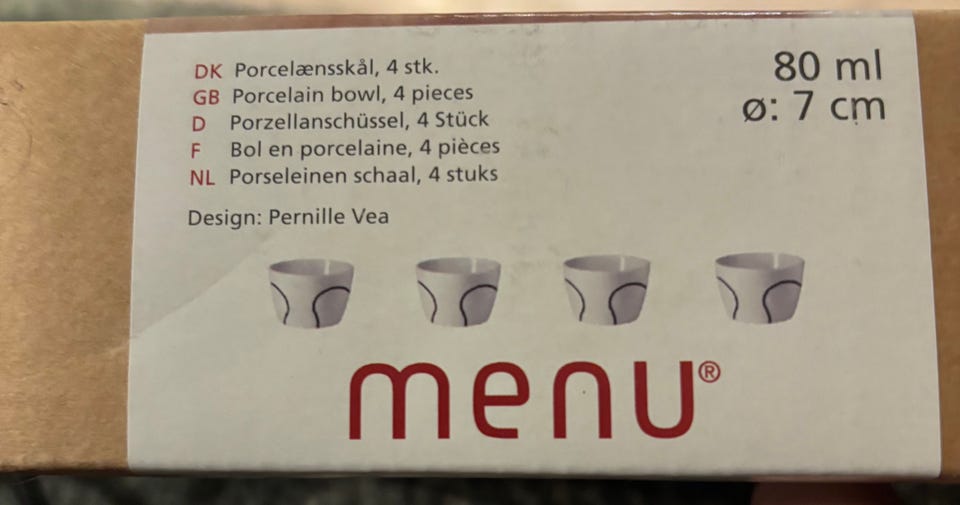 DK Porcelænsskål, 4 stk.
GB Porcelain bowl, 4 pieces
D Porzellanschüssel, 4 Stück
F Bol en porcelaine, 4 pièces
NL Porseleinen schaal, 4 stuks
Design: Pernille Vea
80 ml
ø: 7 cm
menu®